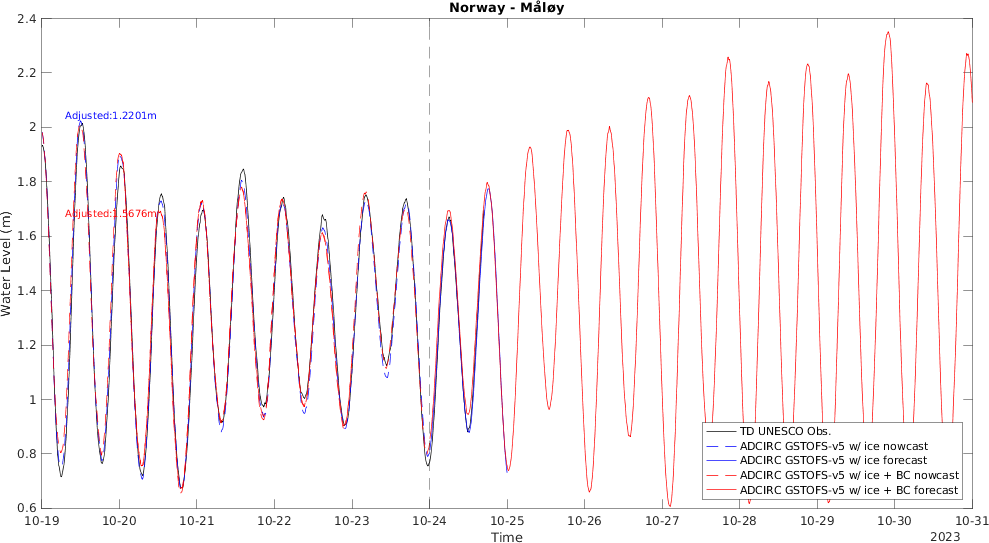 Norway - Måløy
2.4
2.2
2
1.8
1.6
1.4
1.2
1
0.8
0.6
Water Level (m)
Adjusted:1.2201m
Adjusted:1.5676m
TD UNESCO Obs.
ADCIRC GSTOFS-v5 w/ ice nowcast
ADCIRC GSTOFS-v5 w/ ice forecast
ADCIRC GSTOFS-v5 w/ ice + BC nowcast
ADCIRC GSTOFS-v5 w/ ice + BC forecast
10-19 10-20 10-21 10-22 10-23 10-24 10-25 10-26 10-27 10-28 10-29 10-30 10-31
Time
2023